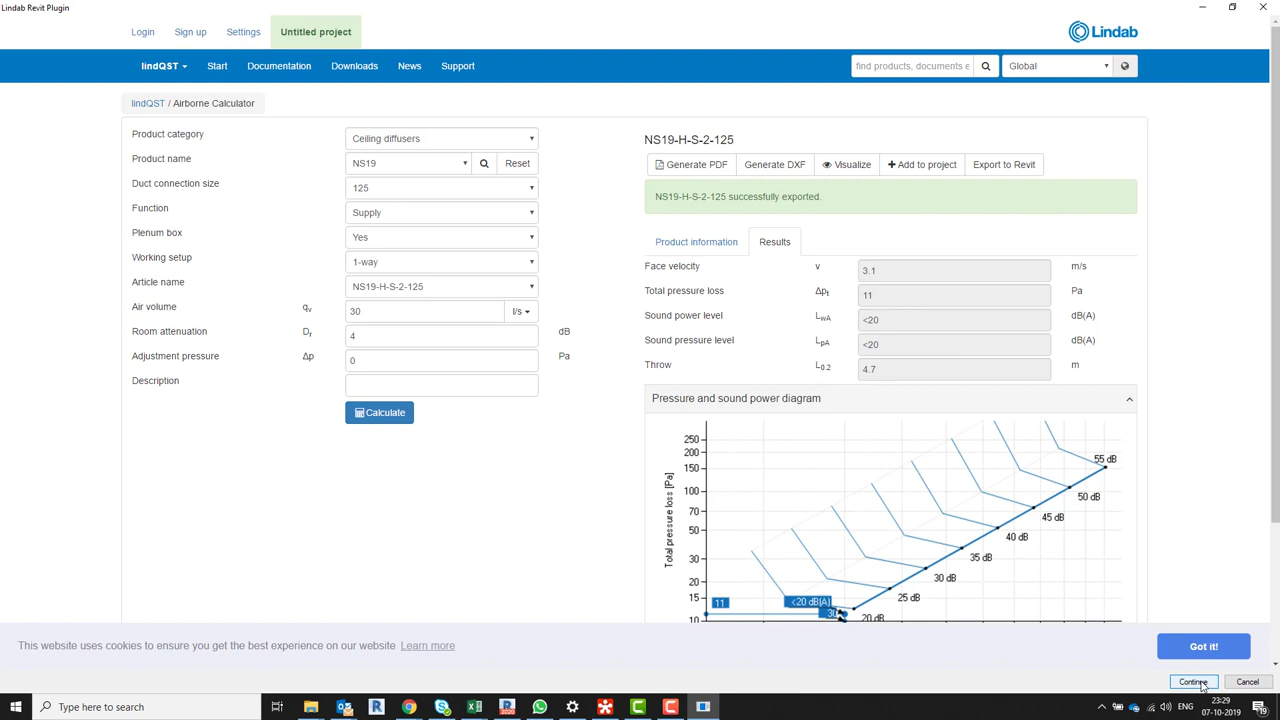 Lindab Revit Plugin
Login Sign up Settings Untitled project
Lindab
lindQST Start Documentation Downloads News Support
find products, documents e Global
lindQST / Airborne Calculator
Product category Ceiling diffusers
Product name NS19 Reset
Duct connection size 125
Function Supply
Plenum box Yes
Working setup 1-way
Article name NS19-H-S-2-125
Air volume qv 30 l/s
Room attenuation Dr 4 dB
Adjustment pressure Δp 0 Pa
Description
Calculate
NS19-H-S-2-125
Generate PDF Generate DXF Visualize Add to project Export to Revit
NS19-H-S-2-125 successfully exported.
Product information Results
Face velocity v 3.1 m/s
Total pressure loss Δpt 11 Pa
Sound power level LwA <20 dB(A)
Sound pressure level LpA <20 dB(A)
Throw L0.2 4.7 m
Pressure and sound power diagram
Total pressure loss [Pa]
250
200
150
100
70
50
30
20
15
10
55 dB
50 dB
45 dB
40 dB
35 dB
30 dB
25 dB
20 dB
11
<20 dB(A)
30
This website uses cookies to ensure you get the best experience on our website Learn more
Got it!
Continue Cancel
Type here to search
ENG
23:29
07-10-2019